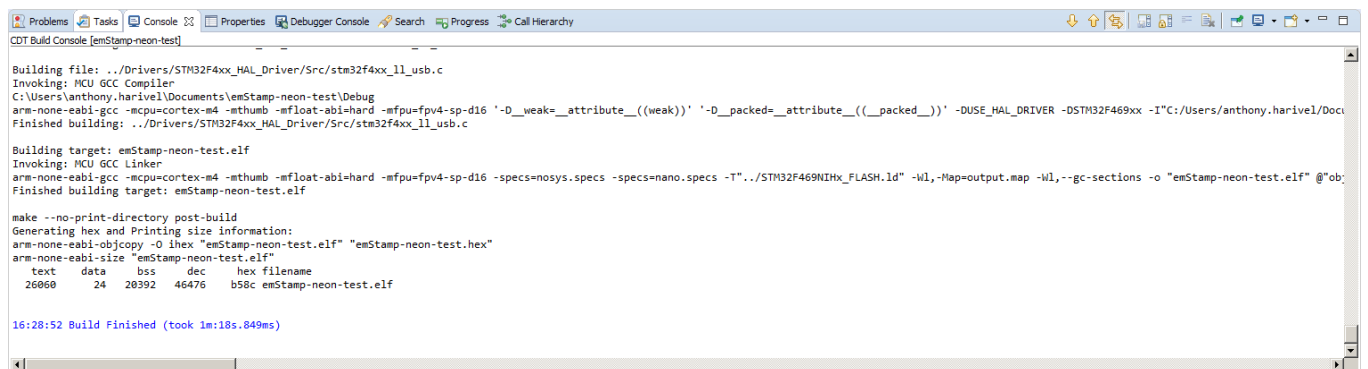 Problems Tasks Console Properties Debugger Console Search Progress Call Hierarchy
CDT Build Console [emStamp-neon-test]
Building file: ../Drivers/STM32F4xx_HAL_Driver/Src/stm32f4xx_ll_usb.c
Invoking: MCU GCC Compiler
C:\Users\anthony.harivel\Documents\emStamp-neon-test\Debug
arm-none-eabi-gcc -mcpu=cortex-m4 -mthumb -mfloat-abi=hard -mfpu=fpv4-sp-d16 '-D__weak=__attribute__((weak))' '-D__packed=__attribute__((__packed__))' -DUSE_HAL_DRIVER -DSTM32F469xx -I"C:/Users/anthony.harivel/Docu
Finished building: ../Drivers/STM32F4xx_HAL_Driver/Src/stm32f4xx_ll_usb.c
Building target: emStamp-neon-test.elf
Invoking: MCU GCC Linker
arm-none-eabi-gcc -mcpu=cortex-m4 -mthumb -mfloat-abi=hard -mfpu=fpv4-sp-d16 -specs=nosys.specs -specs=nano.specs -T"../STM32F469NIHx_FLASH.ld" -Wl,-Map=output.map -Wl,--gc-sections -o "emStamp-neon-test.elf" @"obj
Finished building target: emStamp-neon-test.elf
make --no-print-directory post-build
Generating hex and Printing size information:
arm-none-eabi-objcopy -O ihex "emStamp-neon-test.elf" "emStamp-neon-test.hex"
arm-none-eabi-size "emStamp-neon-test.elf"
text data bss dec hex filename
26060 24 20392 46476 b58c emStamp-neon-test.elf
16:28:52 Build Finished (took 1m:18s.849ms)